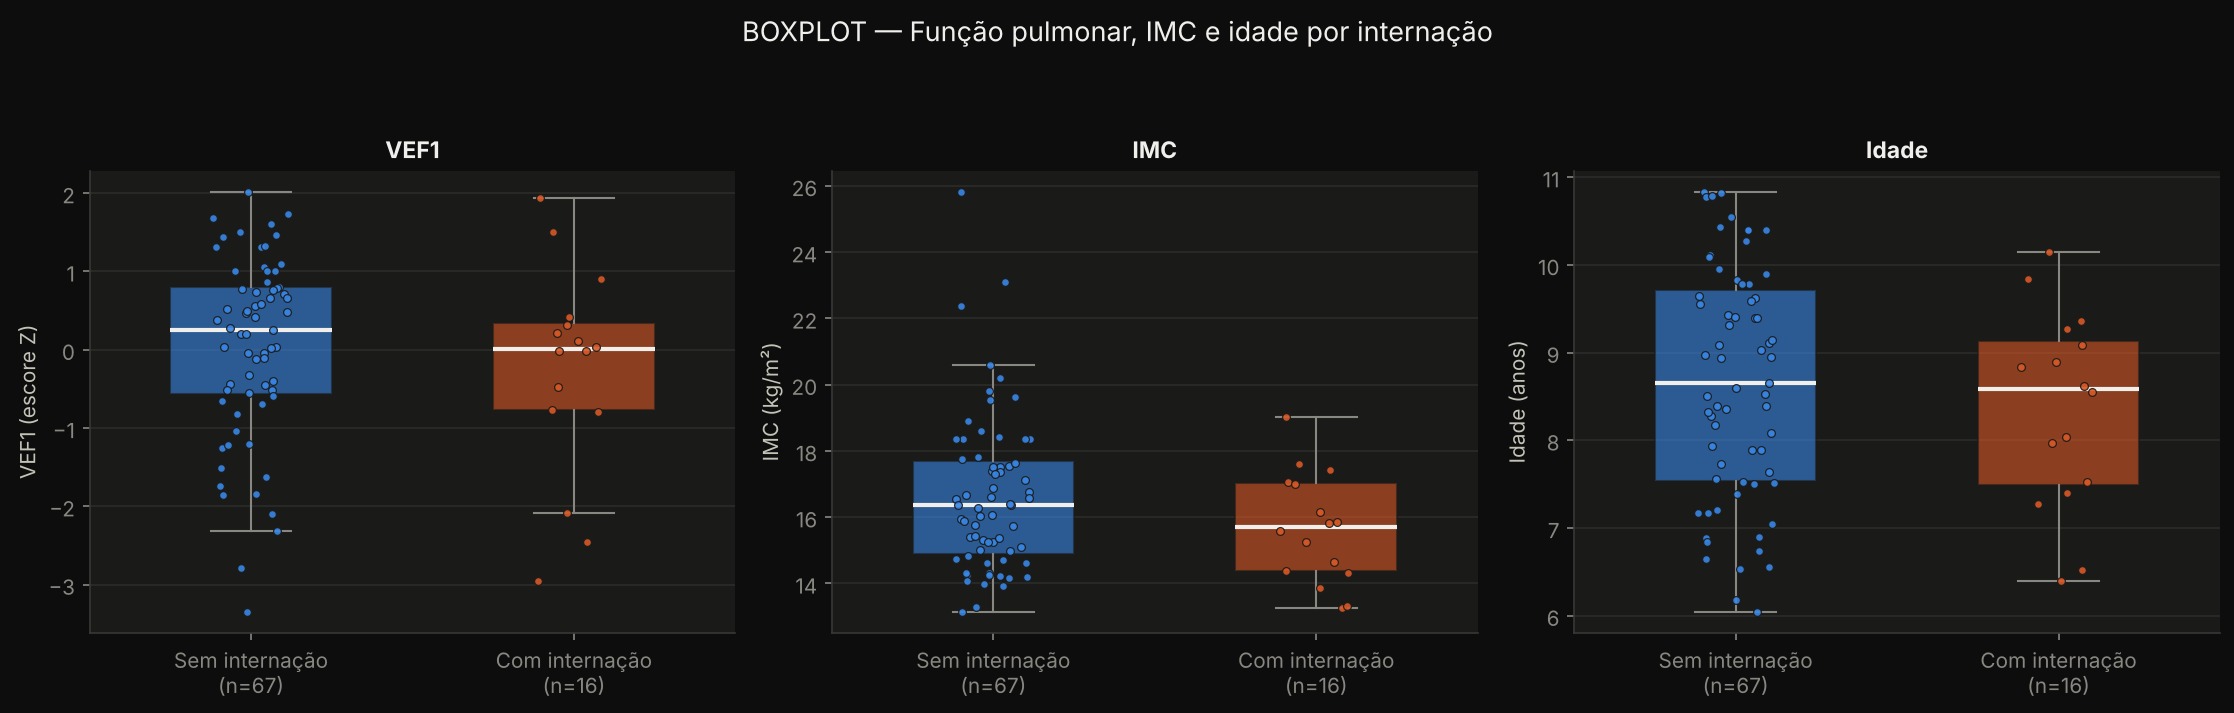 BOXPLOT — Função pulmonar, IMC e idade por internação
VEF1
VEF1 (escore Z)
2
1
0
−1
−2
−3
Sem internação
(n=67)
Com internação
(n=16)
IMC
IMC (kg/m²)
26
24
22
20
18
16
14
Sem internação
(n=67)
Com internação
(n=16)
Idade
Idade (anos)
11
10
9
8
7
6
Sem internação
(n=67)
Com internação
(n=16)